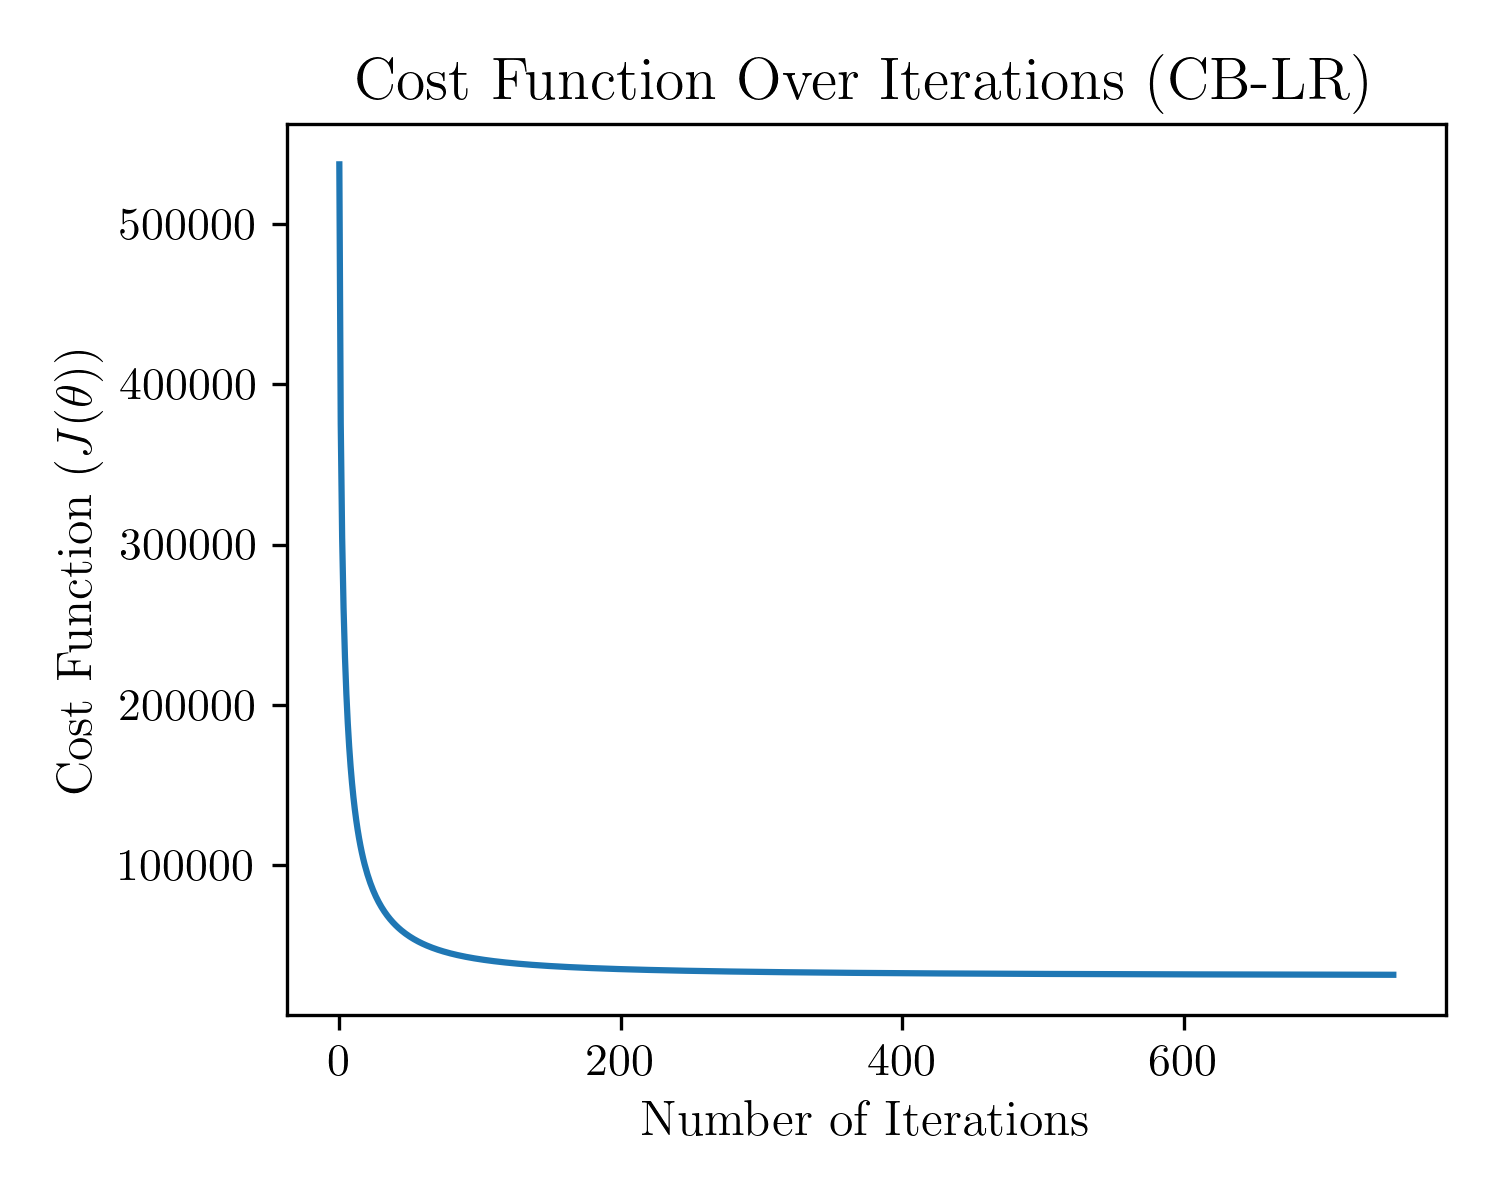 Cost Function Over Iterations (CB-LR)
Cost Function (J(θ))
500000
400000
300000
200000
100000
0 200 400 600
Number of Iterations